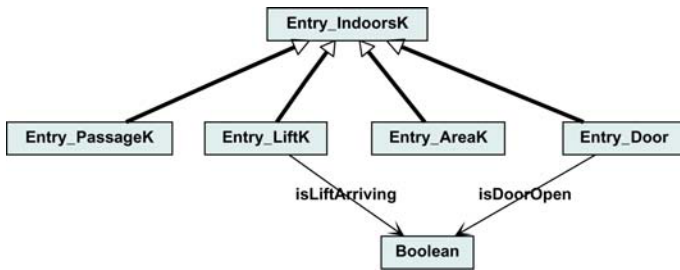 Entry_IndoorsK
Entry_PassageK
Entry_LiftK
Entry_AreaK
Entry_Door
isLiftArriving
isDoorOpen
Boolean